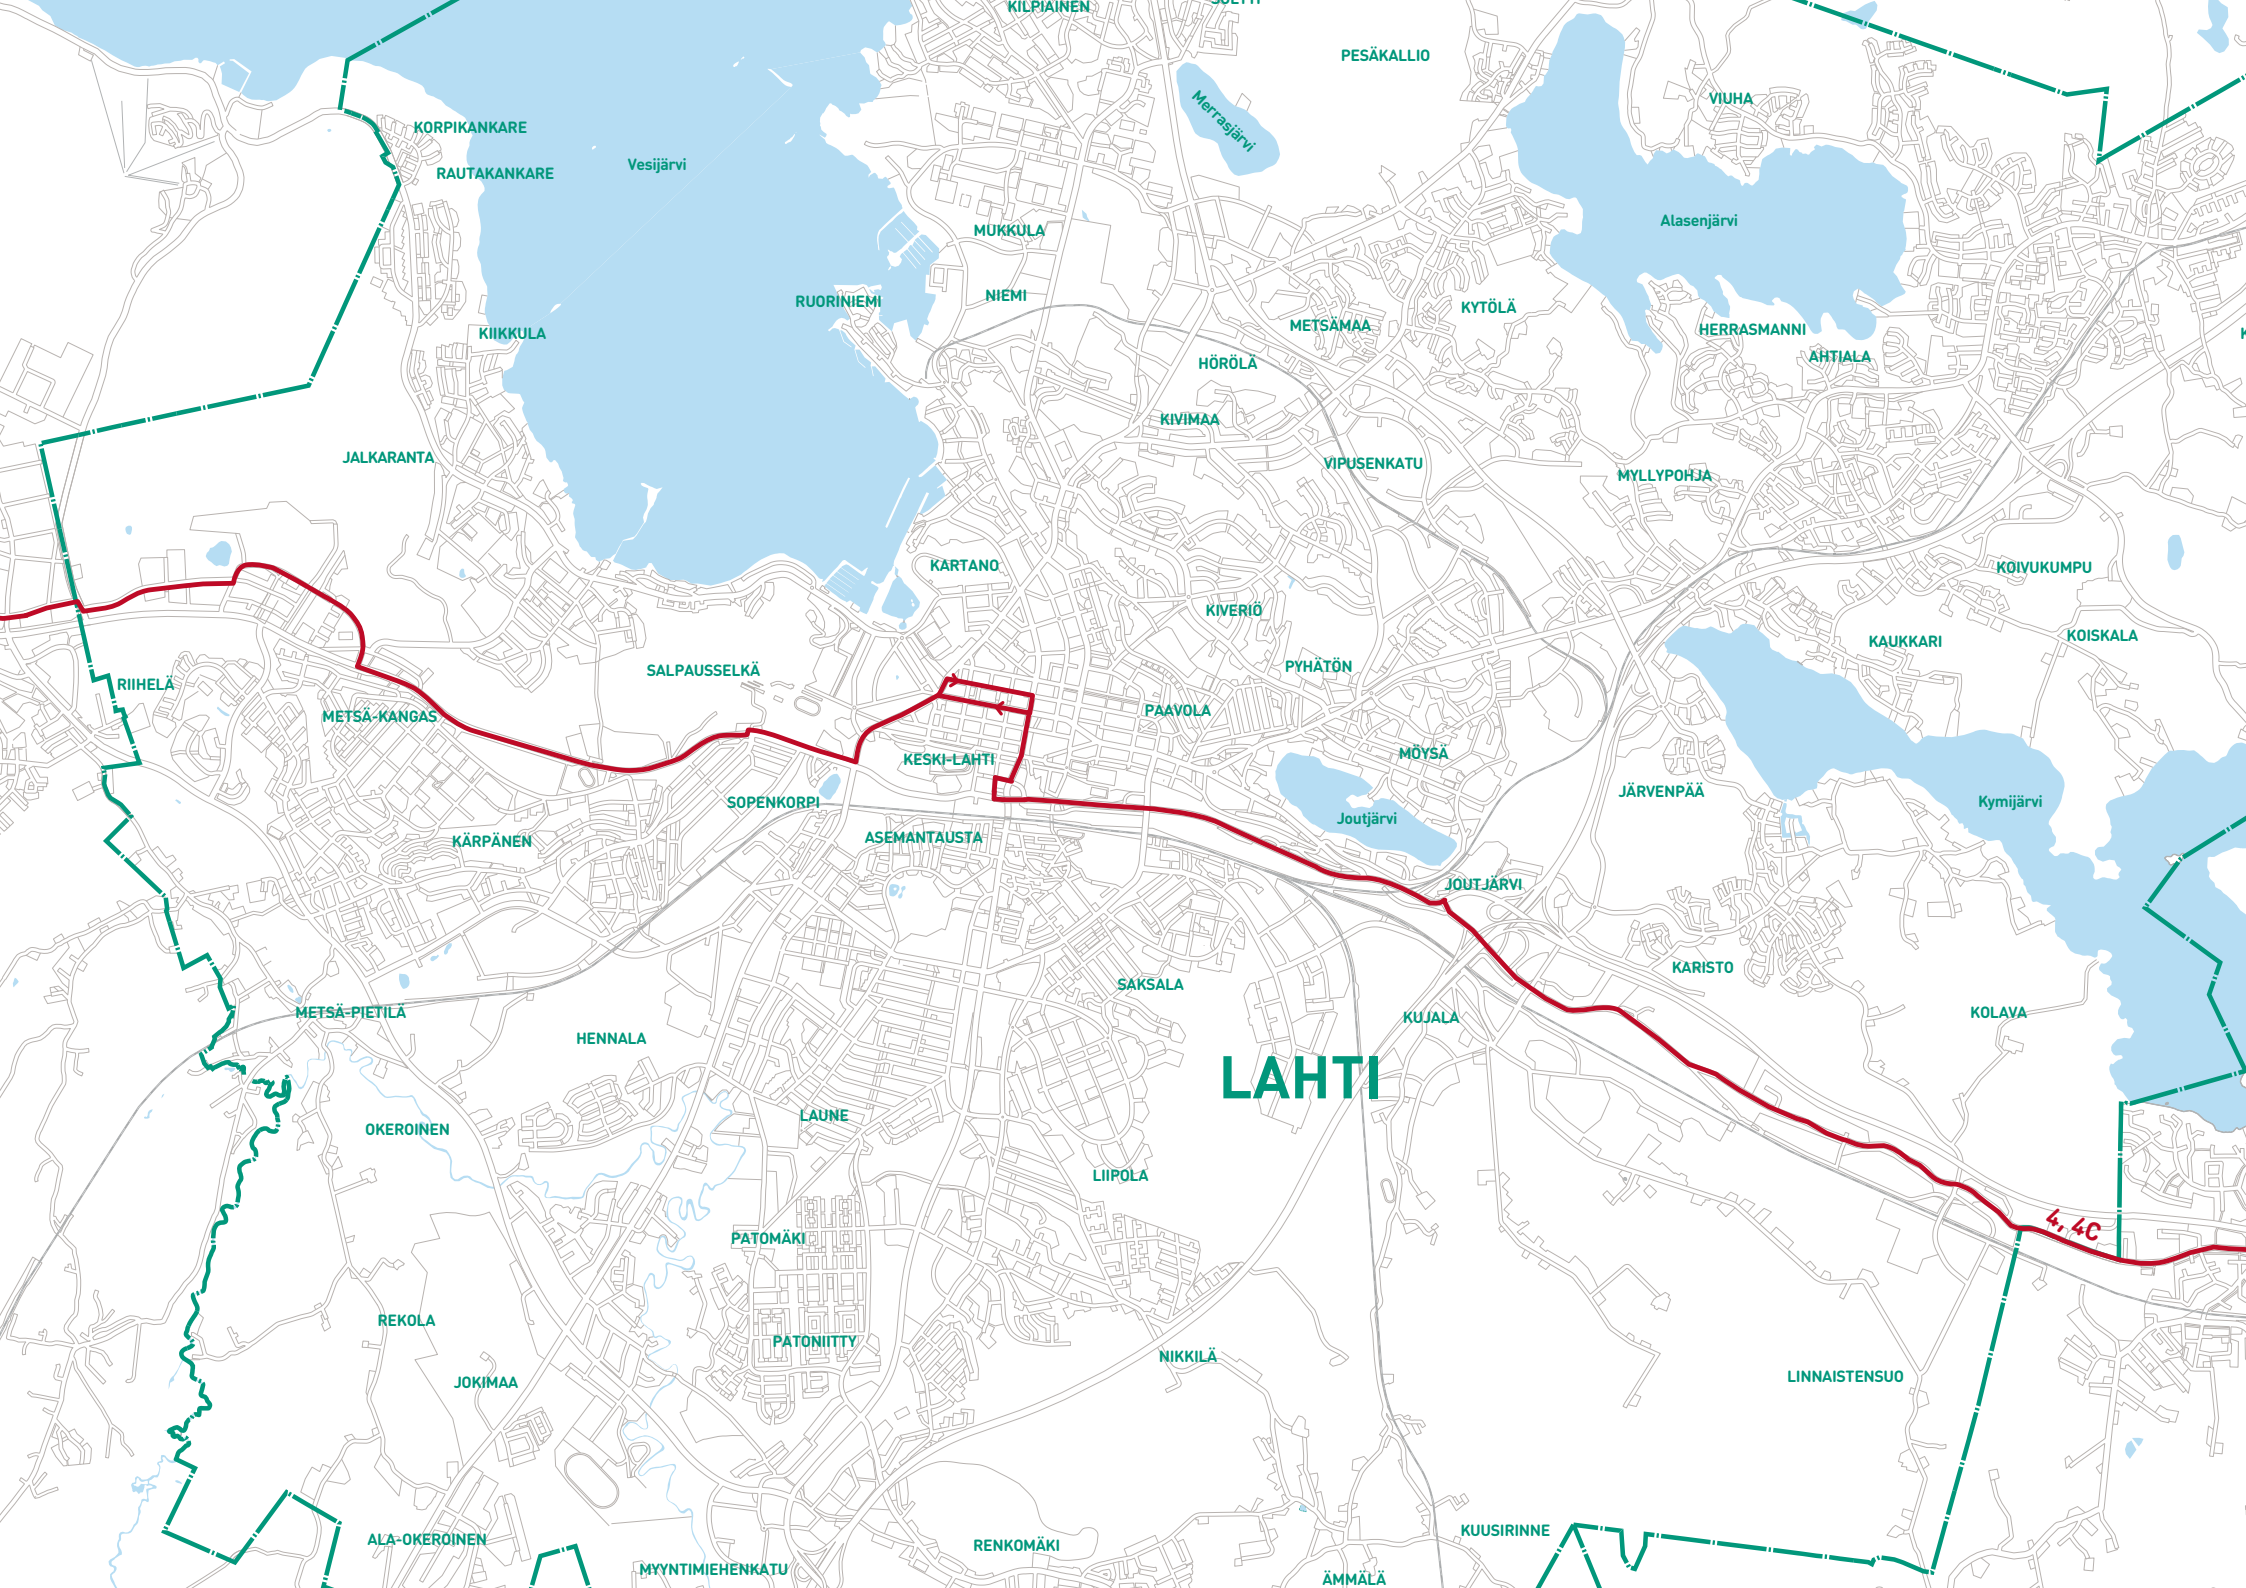 KILPIÄINEN
PESÄKALLIO
VIUHA
Merrasjärvi
KORPIKANKARE
Vesijärvi
RAUTAKANKARE
Alasenjärvi
MUKKULA
RUORINIEMI
NIEMI
KYTÖLÄ
METSÄMAA
HERRASMANNI
KIIKKULA
AHTIALA
HÖRÖLÄ
KIVIMAA
JALKARANTA
VIPUSENKATU
MYLLYPOHJA
KARTANO
KOIVUKUMPU
KIVERIÖ
KOISKALA
KAUKKARI
PYHÄTÖN
SALPAUSSELKÄ
RIIHELÄ
PAAVOLA
METSÄ-KANGAS
MÖYSÄ
KESKI-LAHTI
JÄRVENPÄÄ
SOPENKORPI
Kymijärvi
Joutjärvi
ASEMANTAUSTA
KÄRPÄNEN
JOUTJÄRVI
KARISTO
SAKSALA
METSÄ-PIETILÄ
KUJALA
KOLAVA
HENNALA
LAHTI
LAUNE
OKEROINEN
LIIPOLA
4, 4C
PATOMÄKI
REKOLA
PATONIITTY
NIKKILÄ
LINNAISTENSUO
JOKIMAA
KUUSIRINNE
ALA-OKEROINEN
RENKOMÄKI
MYYNTIMIEHENKATU
ÄMMÄLÄ